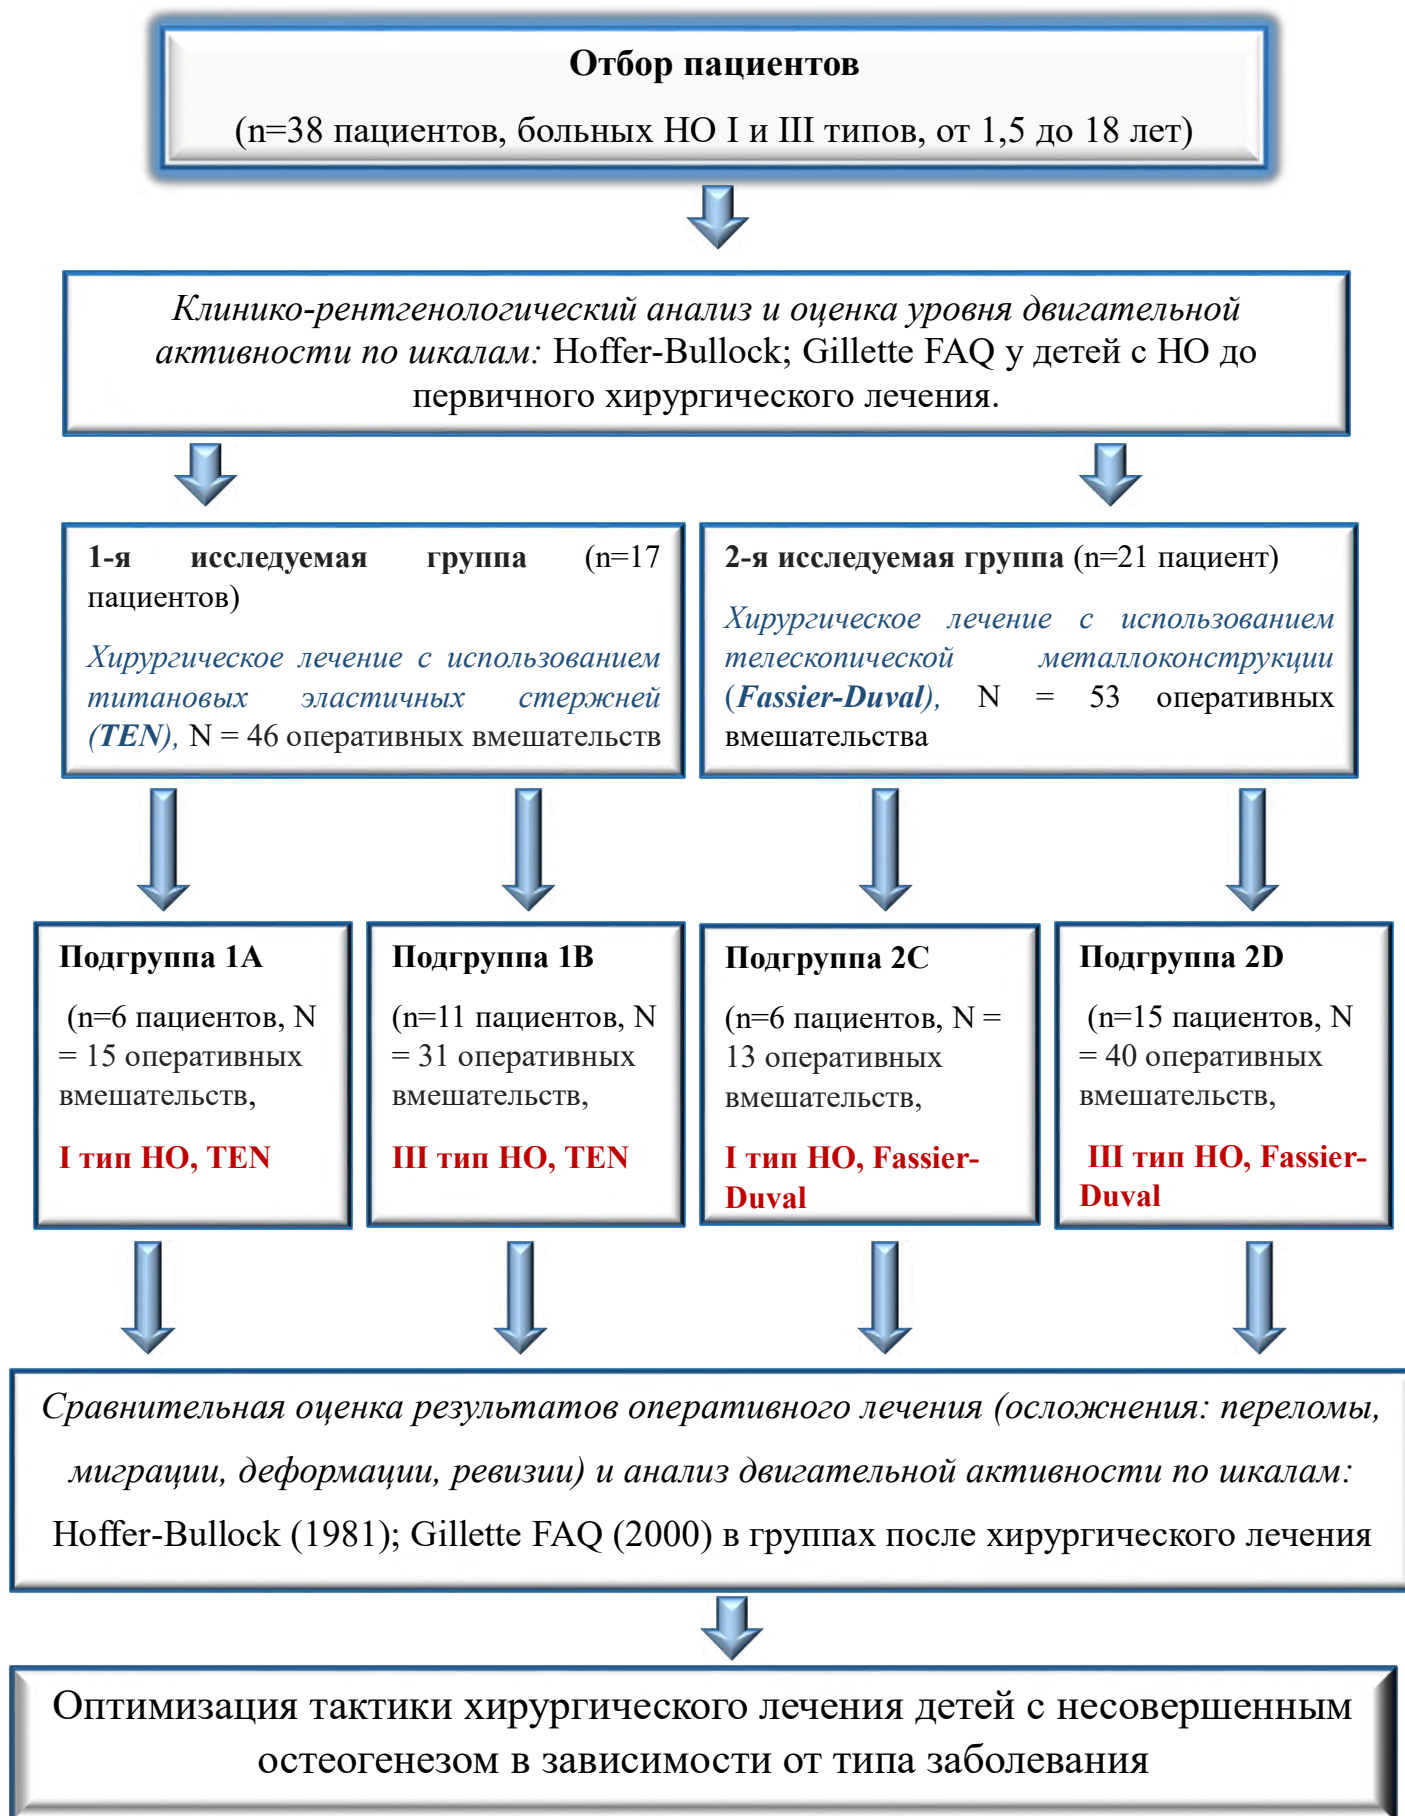 Отбор пациентов
(n=38 пациентов, больных НО I и III типов, от 1,5 до 18 лет)
Клинико-рентгенологический анализ и оценка уровня двигательной
активности по шкалам: Hoffer-Bullock; Gillette FAQ у детей с НО до
первичного хирургического лечения.
1-я исследуемая группа (n=17
пациентов)
Хирургическое лечение с использованием
титановых эластичных стержней
(TEN), N = 46 оперативных вмешательств
2-я исследуемая группа (n=21 пациент)
Хирургическое лечение с использованием
телескопической металлоконструкции
(Fassier-Duval), N = 53 оперативных
вмешательства
Подгруппа 1А
(n=6 пациентов, N
= 15 оперативных
вмешательств,
I тип НО, TEN
Подгруппа 1В
(n=11 пациентов, N
= 31 оперативных
вмешательств,
III тип НО, TEN
Подгруппа 2С
(n=6 пациентов, N =
13 оперативных
вмешательств,
I тип НО, Fassier-
Duval
Подгруппа 2D
(n=15 пациентов, N
= 40 оперативных
вмешательств,
III тип НО, Fassier-
Duval
Сравнительная оценка результатов оперативного лечения (осложнения: переломы,
миграции, деформации, ревизии) и анализ двигательной активности по шкалам:
Hoffer-Bullock (1981); Gillette FAQ (2000) в группах после хирургического лечения
Оптимизация тактики хирургического лечения детей с несовершенным
остеогенезом в зависимости от типа заболевания